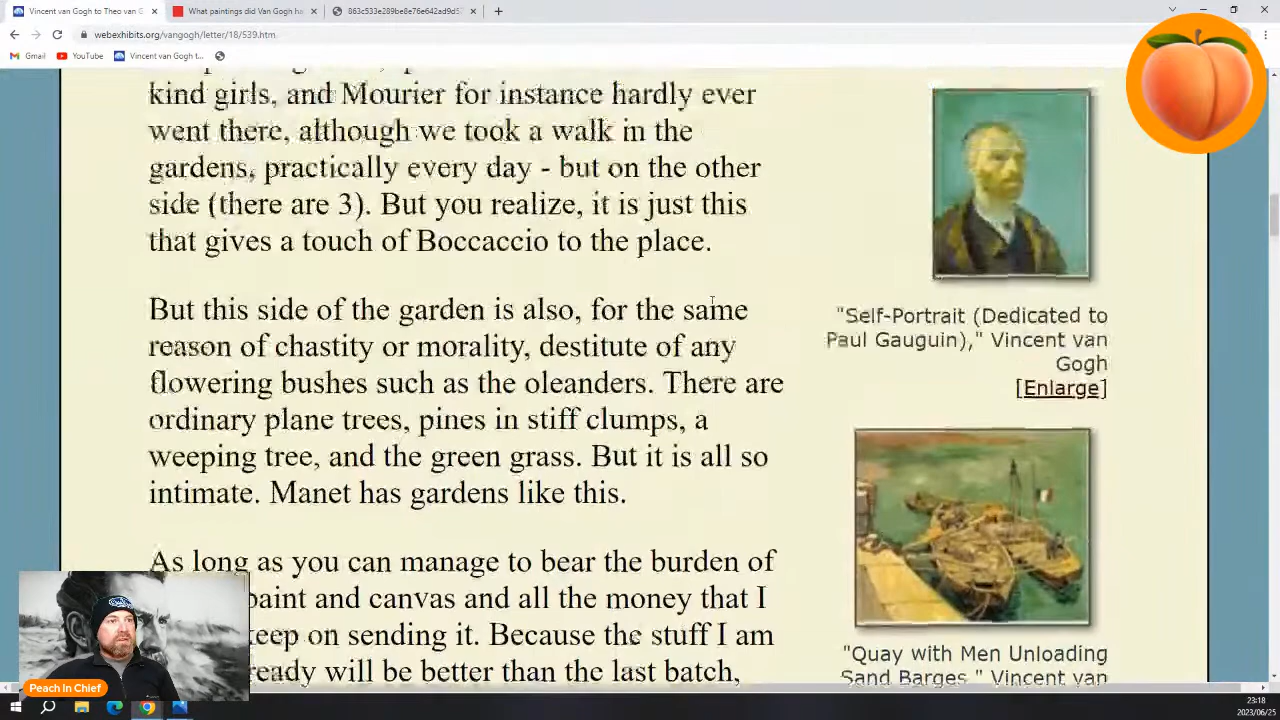 Vincent van Gogh to Theo van G
What paintings did Van Gogh ha
863c533e289be8e76e642ad9d5
webexhibits.org/vangogh/letter/18/539.htm
Gmail
YouTube
Vincent van Gogh t...
kind girls, and Mourier for instance hardly ever
went there, although we took a walk in the
gardens, practically every day - but on the other
side (there are 3). But you realize, it is just this
that gives a touch of Boccaccio to the place.
But this side of the garden is also, for the same
reason of chastity or morality, destitute of any
flowering bushes such as the oleanders. There are
ordinary plane trees, pines in stiff clumps, a
weeping tree, and the green grass. But it is all so
intimate. Manet has gardens like this.
As long as you can manage to bear the burden of
paint and canvas and all the money that I
keep on sending it. Because the stuff I am
ready will be better than the last batch,
"Self-Portrait (Dedicated to
Paul Gauguin)," Vincent van
Gogh
[Enlarge]
"Quay with Men Unloading
Sand Barges," Vincent van
Peach In Chief
23:18
2023/06/25